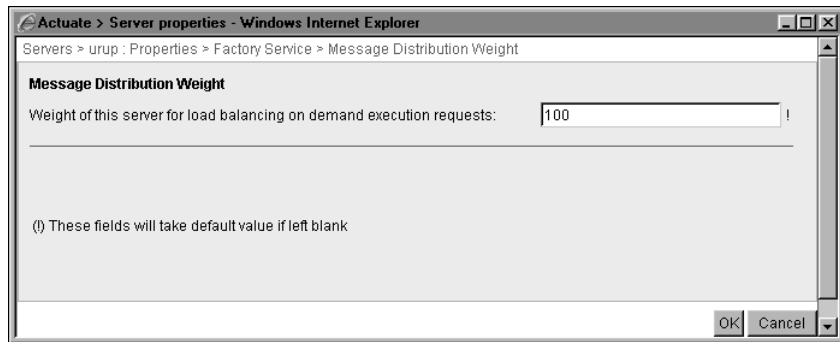 Actuate > Server properties - Windows Internet Explorer
Servers > urup : Properties > Factory Service > Message Distribution Weight
Message Distribution Weight
Weight of this server for load balancing on demand execution requests: 100 !
(!) These fields will take default value if left blank
OK Cancel